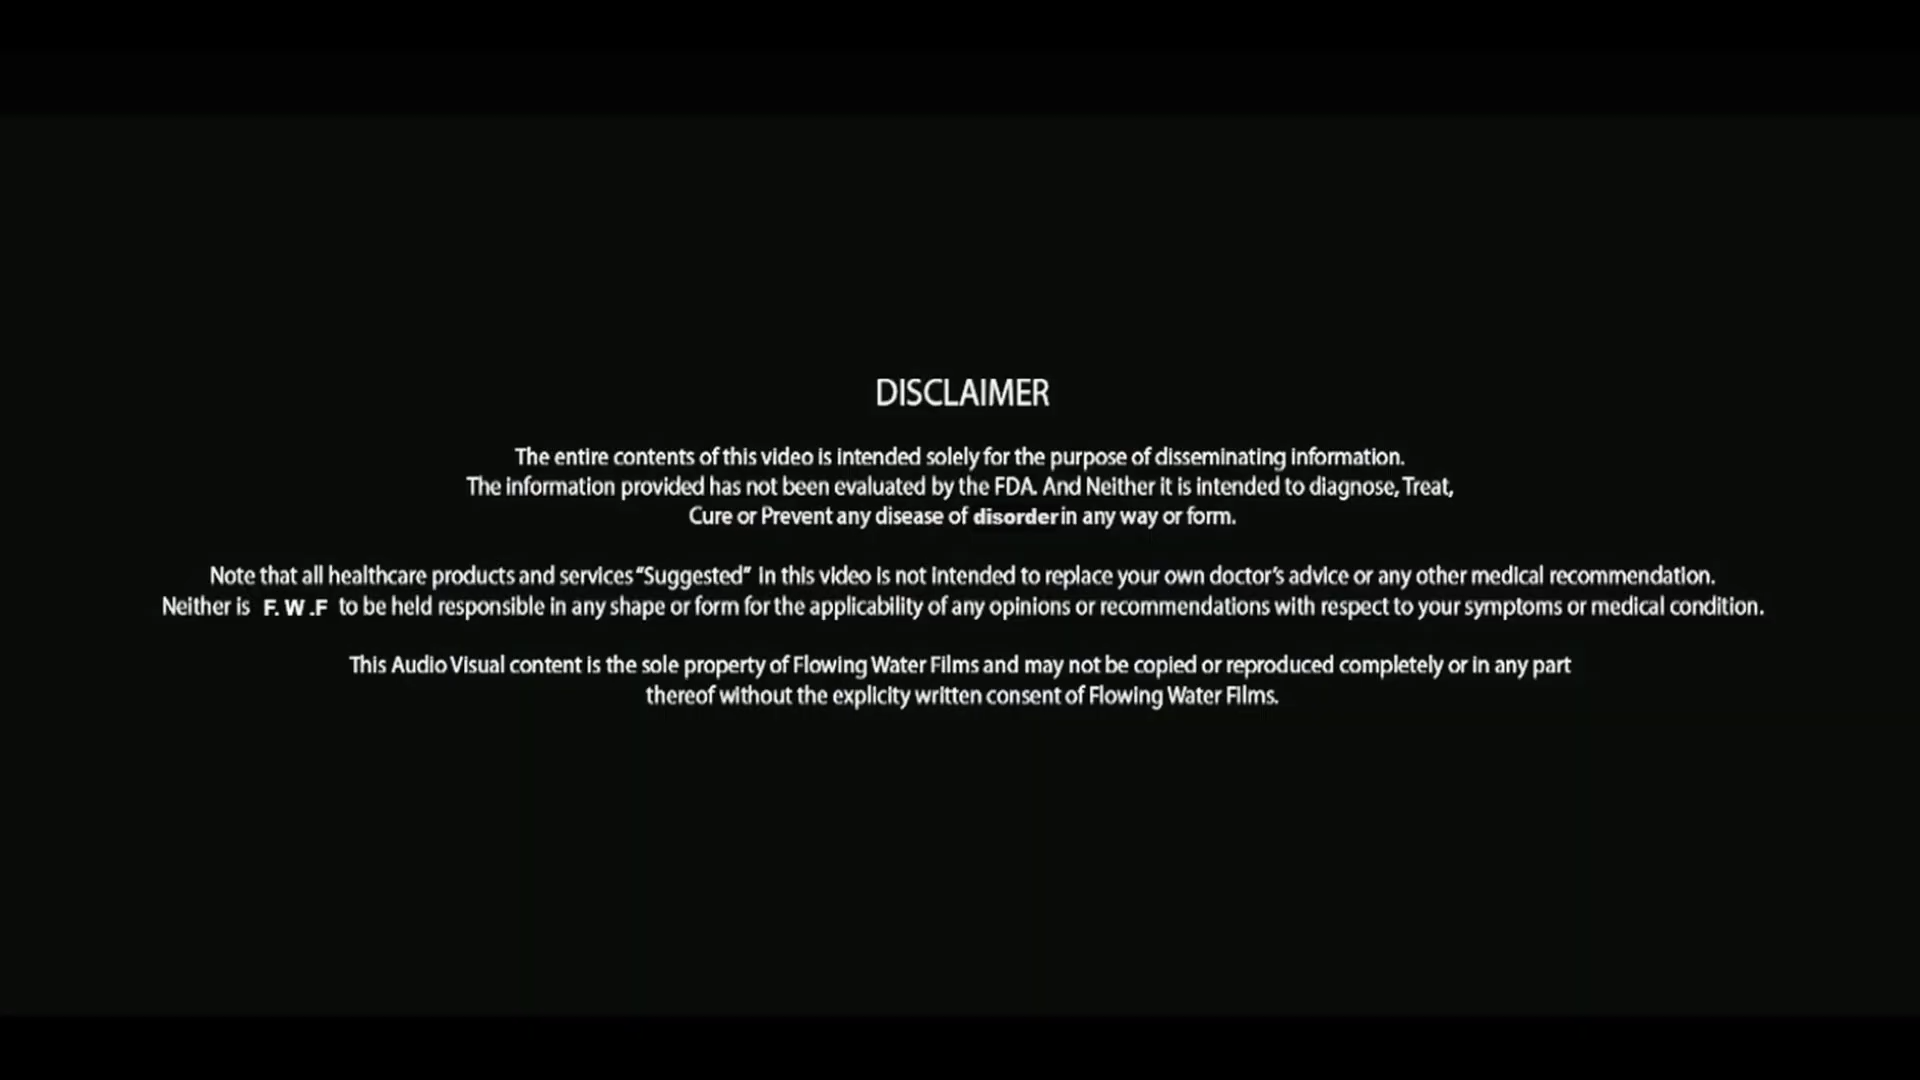 DISCLAIMER
The entire contents of this video is intended solely for the purpose of disseminating information.
The information provided has not been evaluated by the FDA. And Neither it is intended to diagnose, Treat,
Cure or Prevent any disease of disorder in any way or form.
Note that all healthcare products and services “Suggested” In this video is not intended to replace your own doctor's advice or any other medical recommendation.
Neither is F. W .F to be held responsible in any shape or form for the applicability of any opinions or recommendations with respect to your symptoms or medical condition.
This Audio Visual content is the sole property of Flowing Water Films and may not be copied or reproduced completely or in any part
thereof without the explicity written consent of Flowing Water Films.